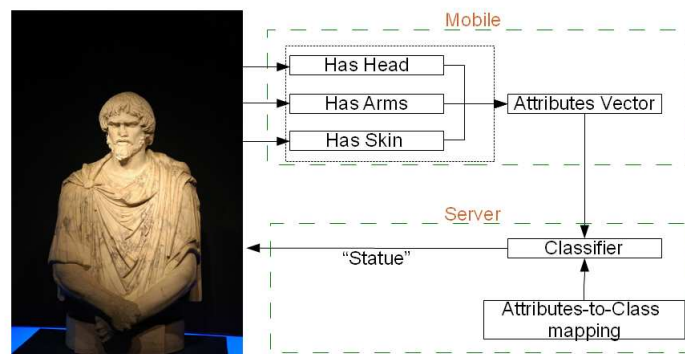 Mobile
Has Head
Has Arms
Has Skin
Attributes Vector
Server
Classifier
“Statue”
Attributes-to-Class
mapping